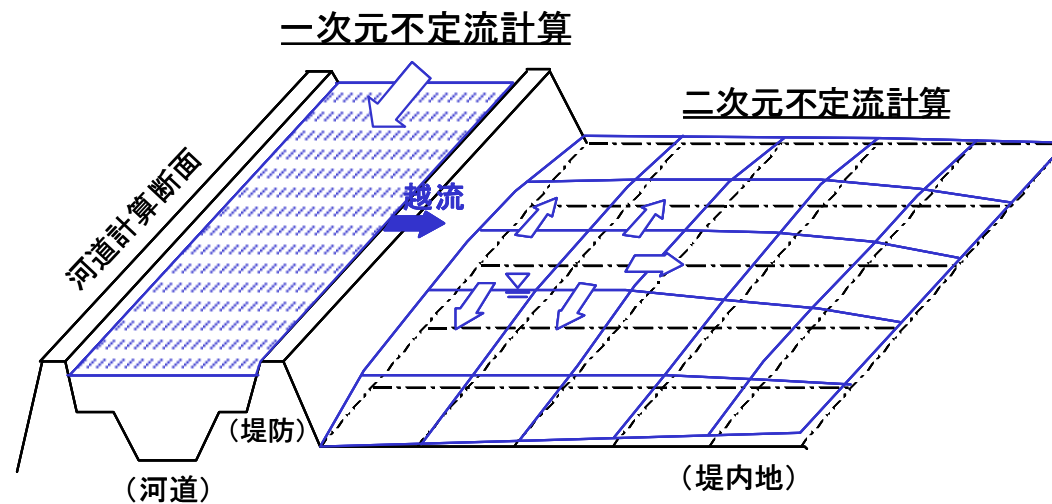 一次元不定流計算
二次元不定流計算
河道計算断面
越流
（堤防）
（河道）
（堤内地）